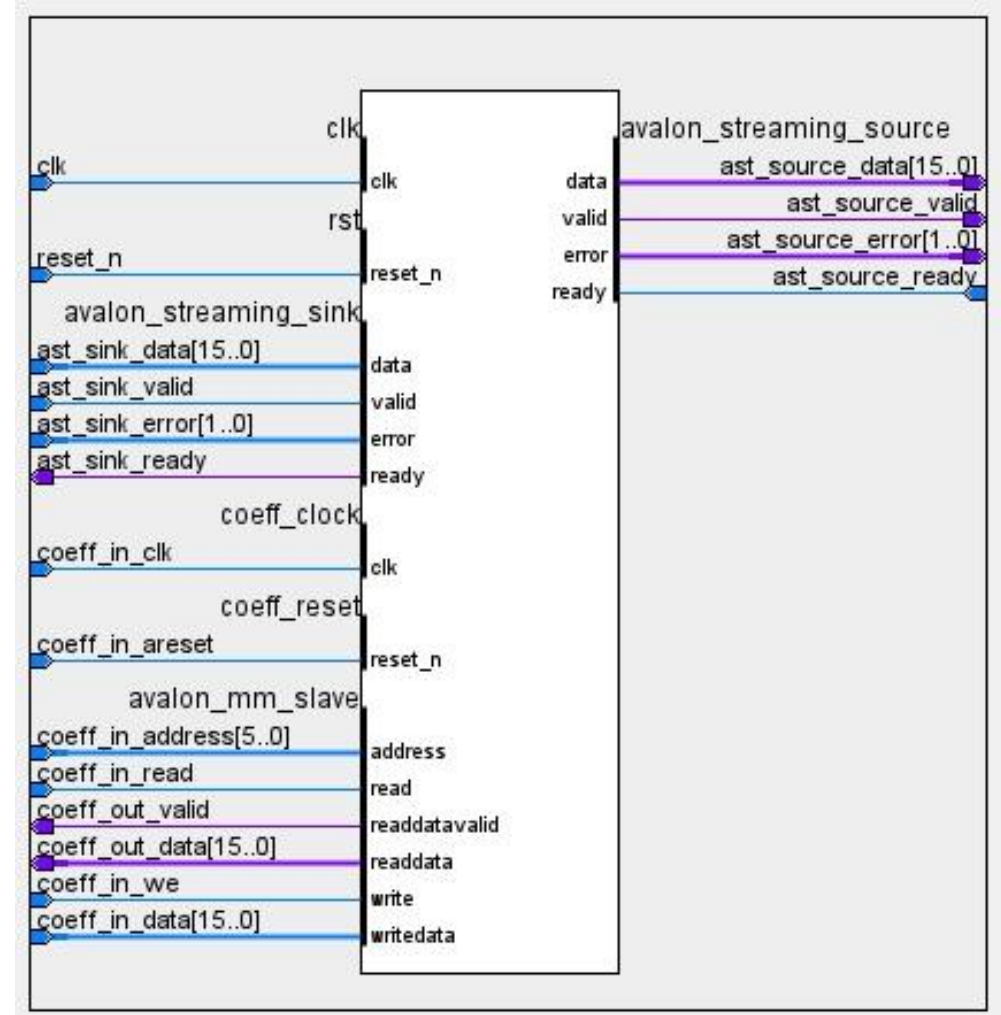 clk
clk
clk
rst
reset_n
reset_n
avalon_streaming_sink
ast_sink_data[15..0]
data
ast_sink_valid
valid
ast_sink_error[1..0]
error
ast_sink_ready
ready
coeff_clock
coeff_in_clk
clk
coeff_reset
coeff_in_areset
reset_n
avalon_mm_slave
coeff_in_address[5..0]
address
coeff_in_read
read
coeff_out_valid
readdatavalid
coeff_out_data[15..0]
readdata
coeff_in_we
write
coeff_in_data[15..0]
writedata
avalon_streaming_source
data
ast_source_data[15..0]
valid
ast_source_valid
error
ast_source_error[1..0]
ready
ast_source_ready